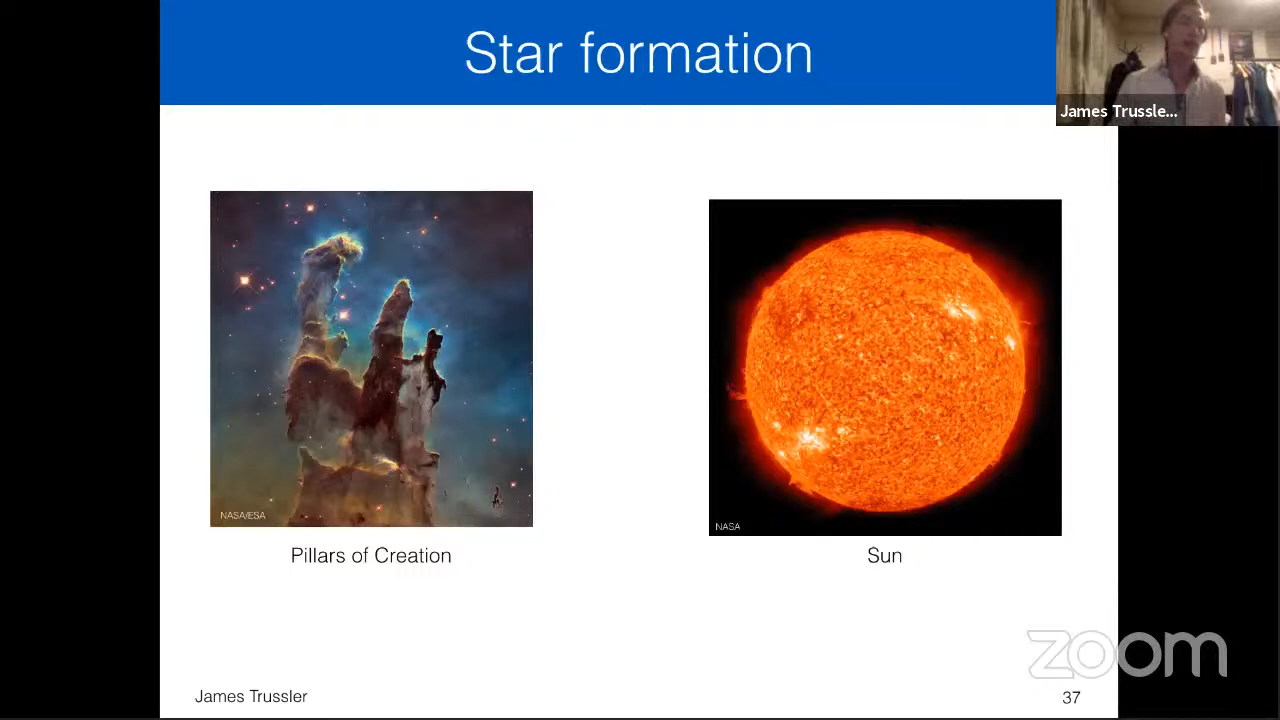 Star formation
James Trussle...
NASA/ESA
NASA
Pillars of Creation
Sun
zoom
James Trussler
37